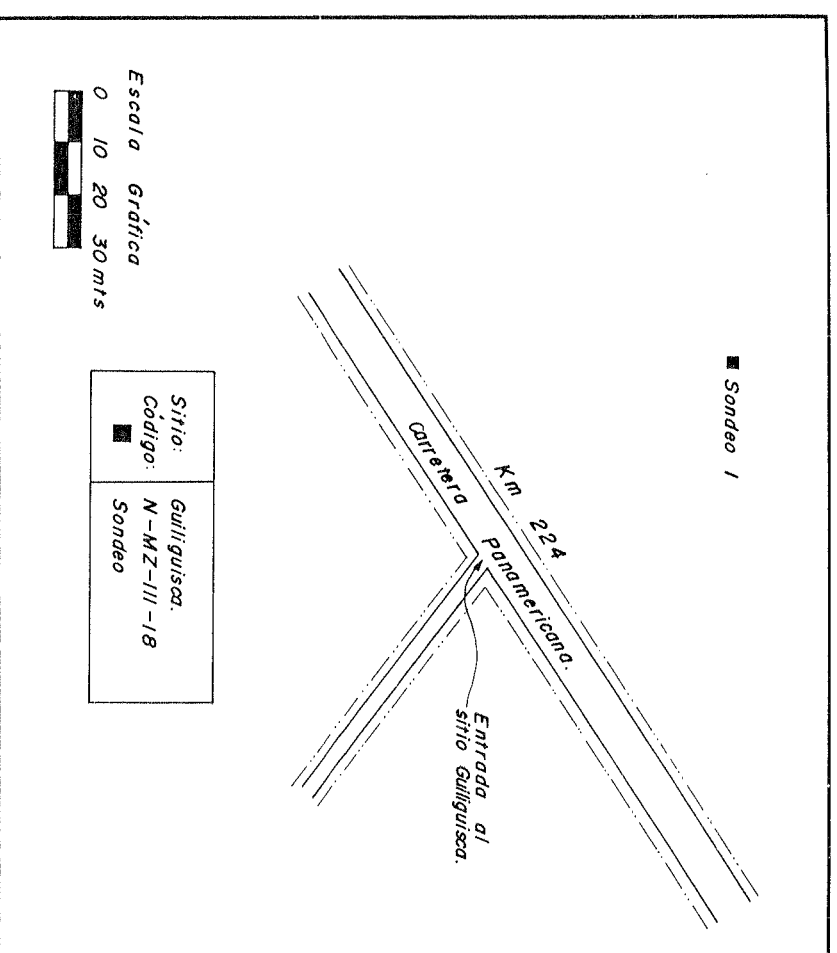 ■ Sondeo 1
Km 224
Carretera Panamericana.
Entrada al
sitio Guiliguisca.
Sitio: Guiliguisca.
Código: N-MZ-III-18
■ Sondeo
Escala Gráfica
0 10 20 30 mts